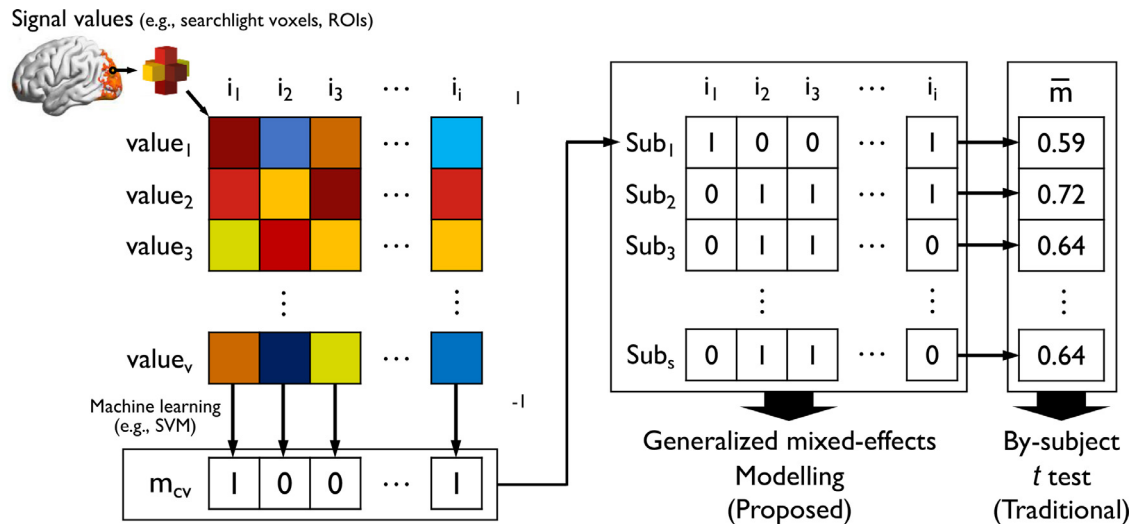 Signal values (e.g., searchlight voxels, ROIs)
i1 i2 i3 ⋯ ii
1
value1 ⋯
value2 ⋯
value3 ⋯
⋮ ⋮
valuev ⋯
-1
Machine learning
(e.g., SVM)
mcv 1 0 0 ⋯ 1
i1 i2 i3 ⋯ ii
Sub1 1 0 0 ⋯ 1
Sub2 0 1 1 ⋯ 1
Sub3 0 1 1 ⋯ 0
⋮ ⋮
Subs 0 1 1 ⋯ 0
m̅
0.59
0.72
0.64
⋮
0.64
Generalized mixed-effects
Modelling
(Proposed)
By-subject
t test
(Traditional)